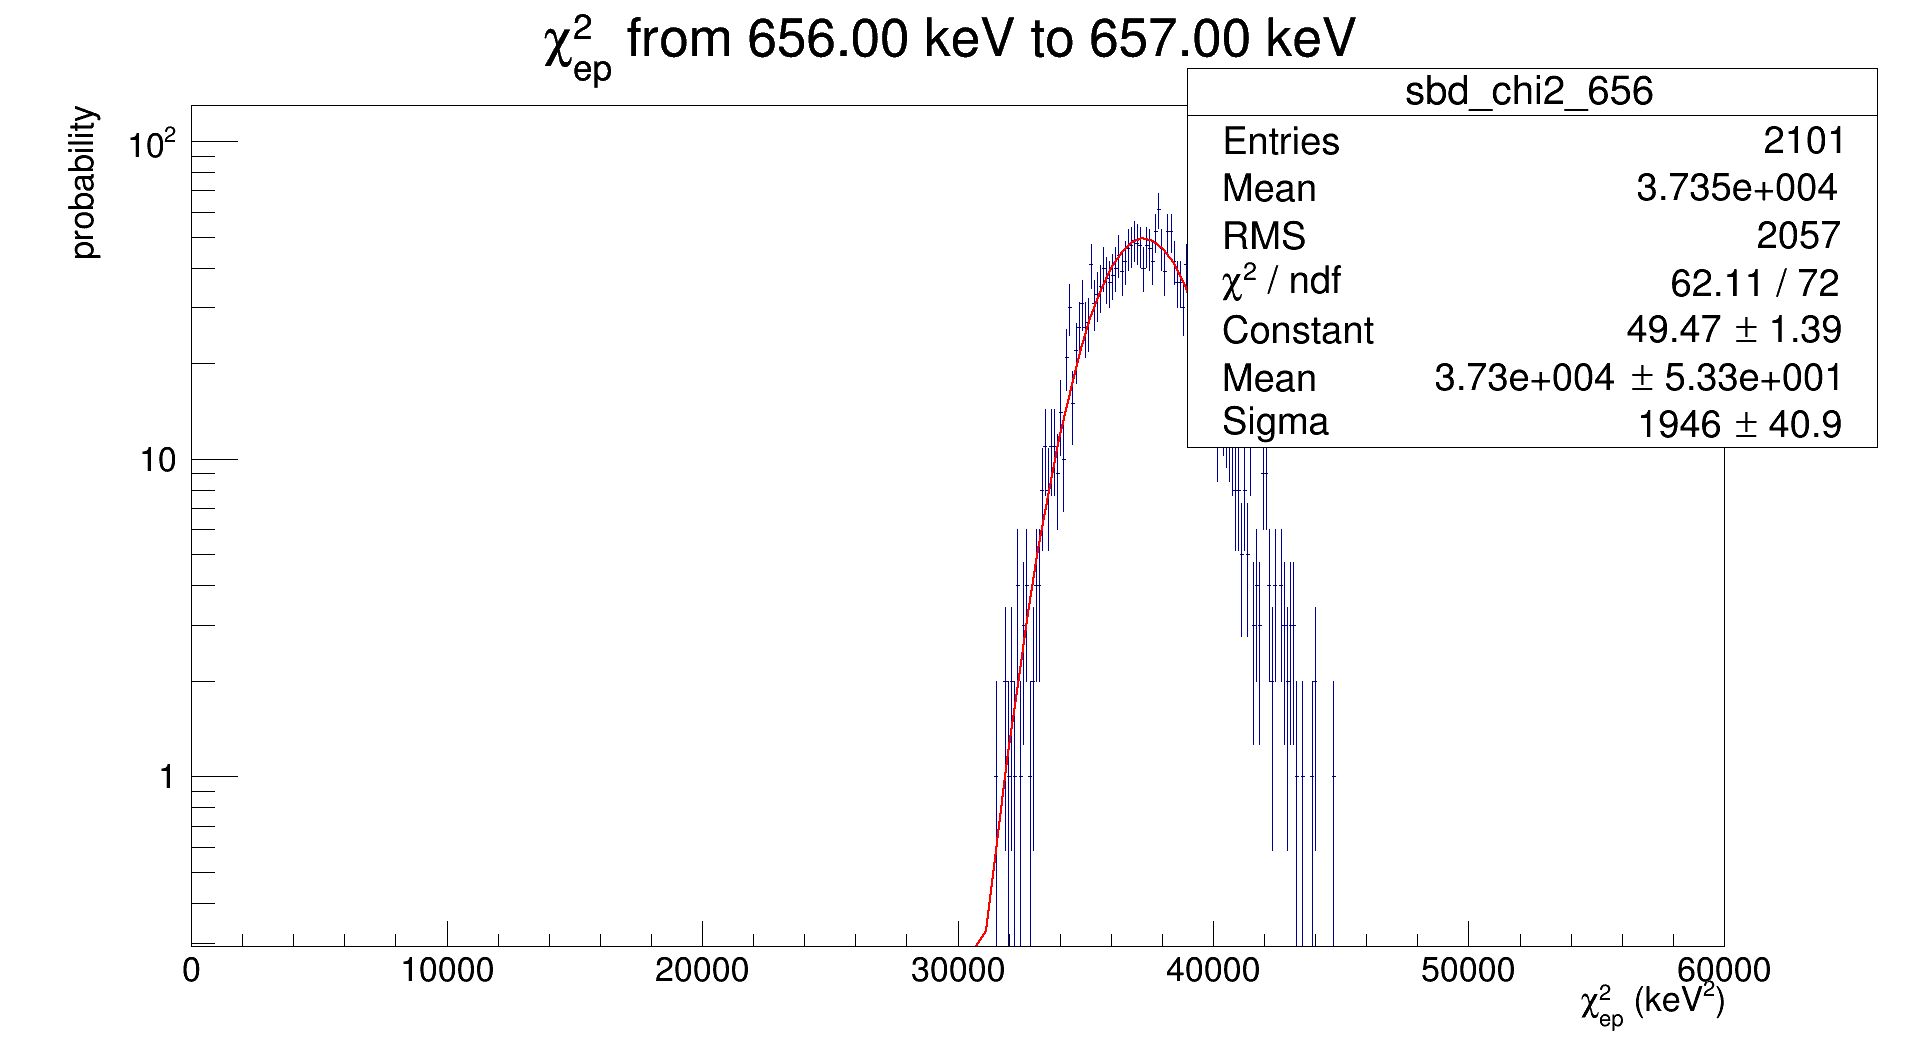 χ²ep from 656.00 keV to 657.00 keV
probability
sbd_chi2_656
Entries 2101
Mean 3.735e+004
RMS 2057
χ² / ndf 62.11 / 72
Constant 49.47 ± 1.39
Mean 3.73e+004 ± 5.33e+001
Sigma 1946 ± 40.9
10²
10
1
0 10000 20000 30000 40000 50000 60000
χ²ep (keV²)